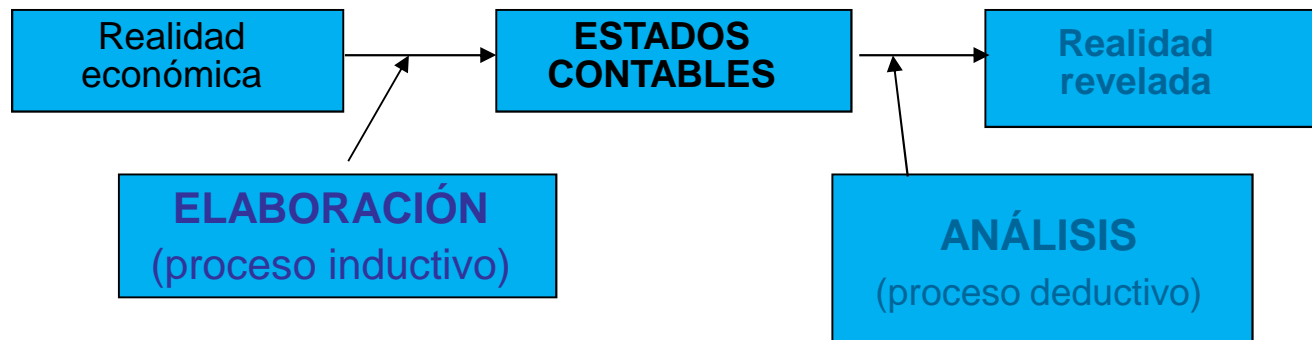 Realidad
económica
ESTADOS
CONTABLES
Realidad
revelada
ELABORACIÓN
(proceso inductivo)
ANÁLISIS
(proceso deductivo)